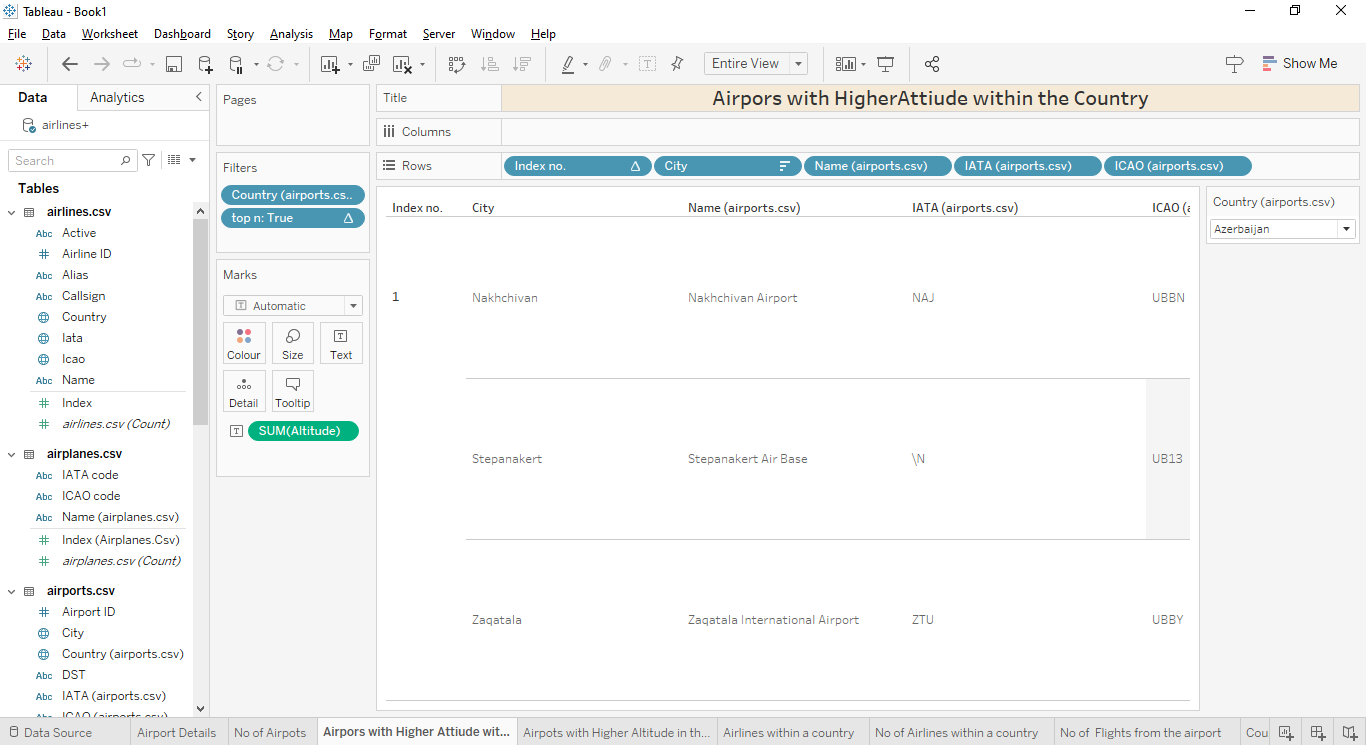 Tableau - Book1
File Data Worksheet Dashboard Story Analysis Map Format Server Window Help
Entire View
Show Me
Data Analytics
airlines+
Search
Tables
airlines.csv
Abc Active
Airline ID
Abc Alias
Abc Callsign
Country
Iata
Icao
Abc Name
Index
airlines.csv (Count)
airplanes.csv
Abc IATA code
Abc ICAO code
Abc Name (airplanes.csv)
Index (Airplanes.Csv)
airplanes.csv (Count)
airports.csv
Airport ID
City
Country (airports.csv)
Abc DST
Abc IATA (airports.csv)
Abc ICAO (airports.csv)
Pages
Filters
Country (airports.cs..
top n: True
Marks
T Automatic
Colour Size Text
Detail Tooltip
T SUM(Altitude)
Title Airpors with HigherAttiude within the Country
Columns
Rows Index no. City Name (airports.csv) IATA (airports.csv) ICAO (airports.csv)
Index no. City Name (airports.csv) IATA (airports.csv) ICAO (a
1 Nakhchivan Nakhchivan Airport NAJ UBBN
Stepanakert Stepanakert Air Base \N UB13
Zaqatala Zaqatala International Airport ZTU UBBY
Country (airports.csv)
Azerbaijan
Data Source Airport Details No of Airpots Airpors with Higher Attiude wit... Airpots with Higher Altitude in th... Airlines within a country No of Airlines within a country No of Flights from the airport Cou